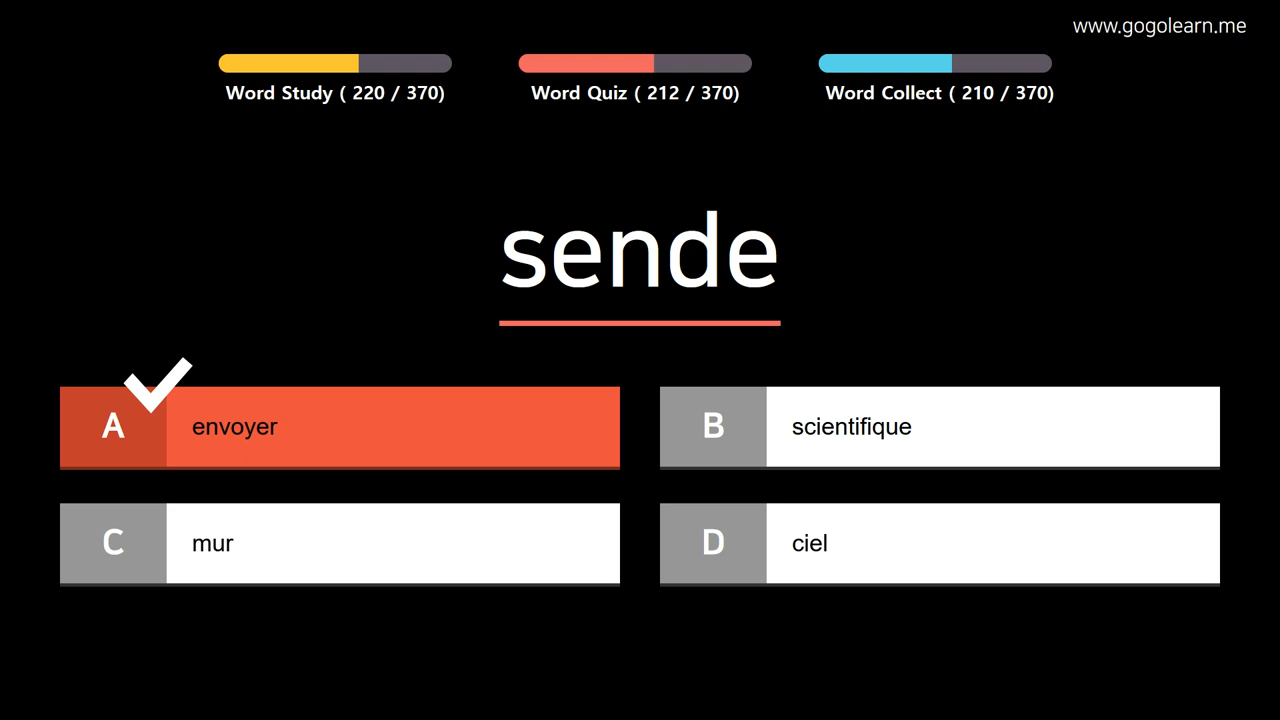 www.gogolearn.me
Word Study ( 220 / 370)
Word Quiz ( 212 / 370)
Word Collect ( 210 / 370)
sende
A envoyer
B scientifique
C mur
D ciel